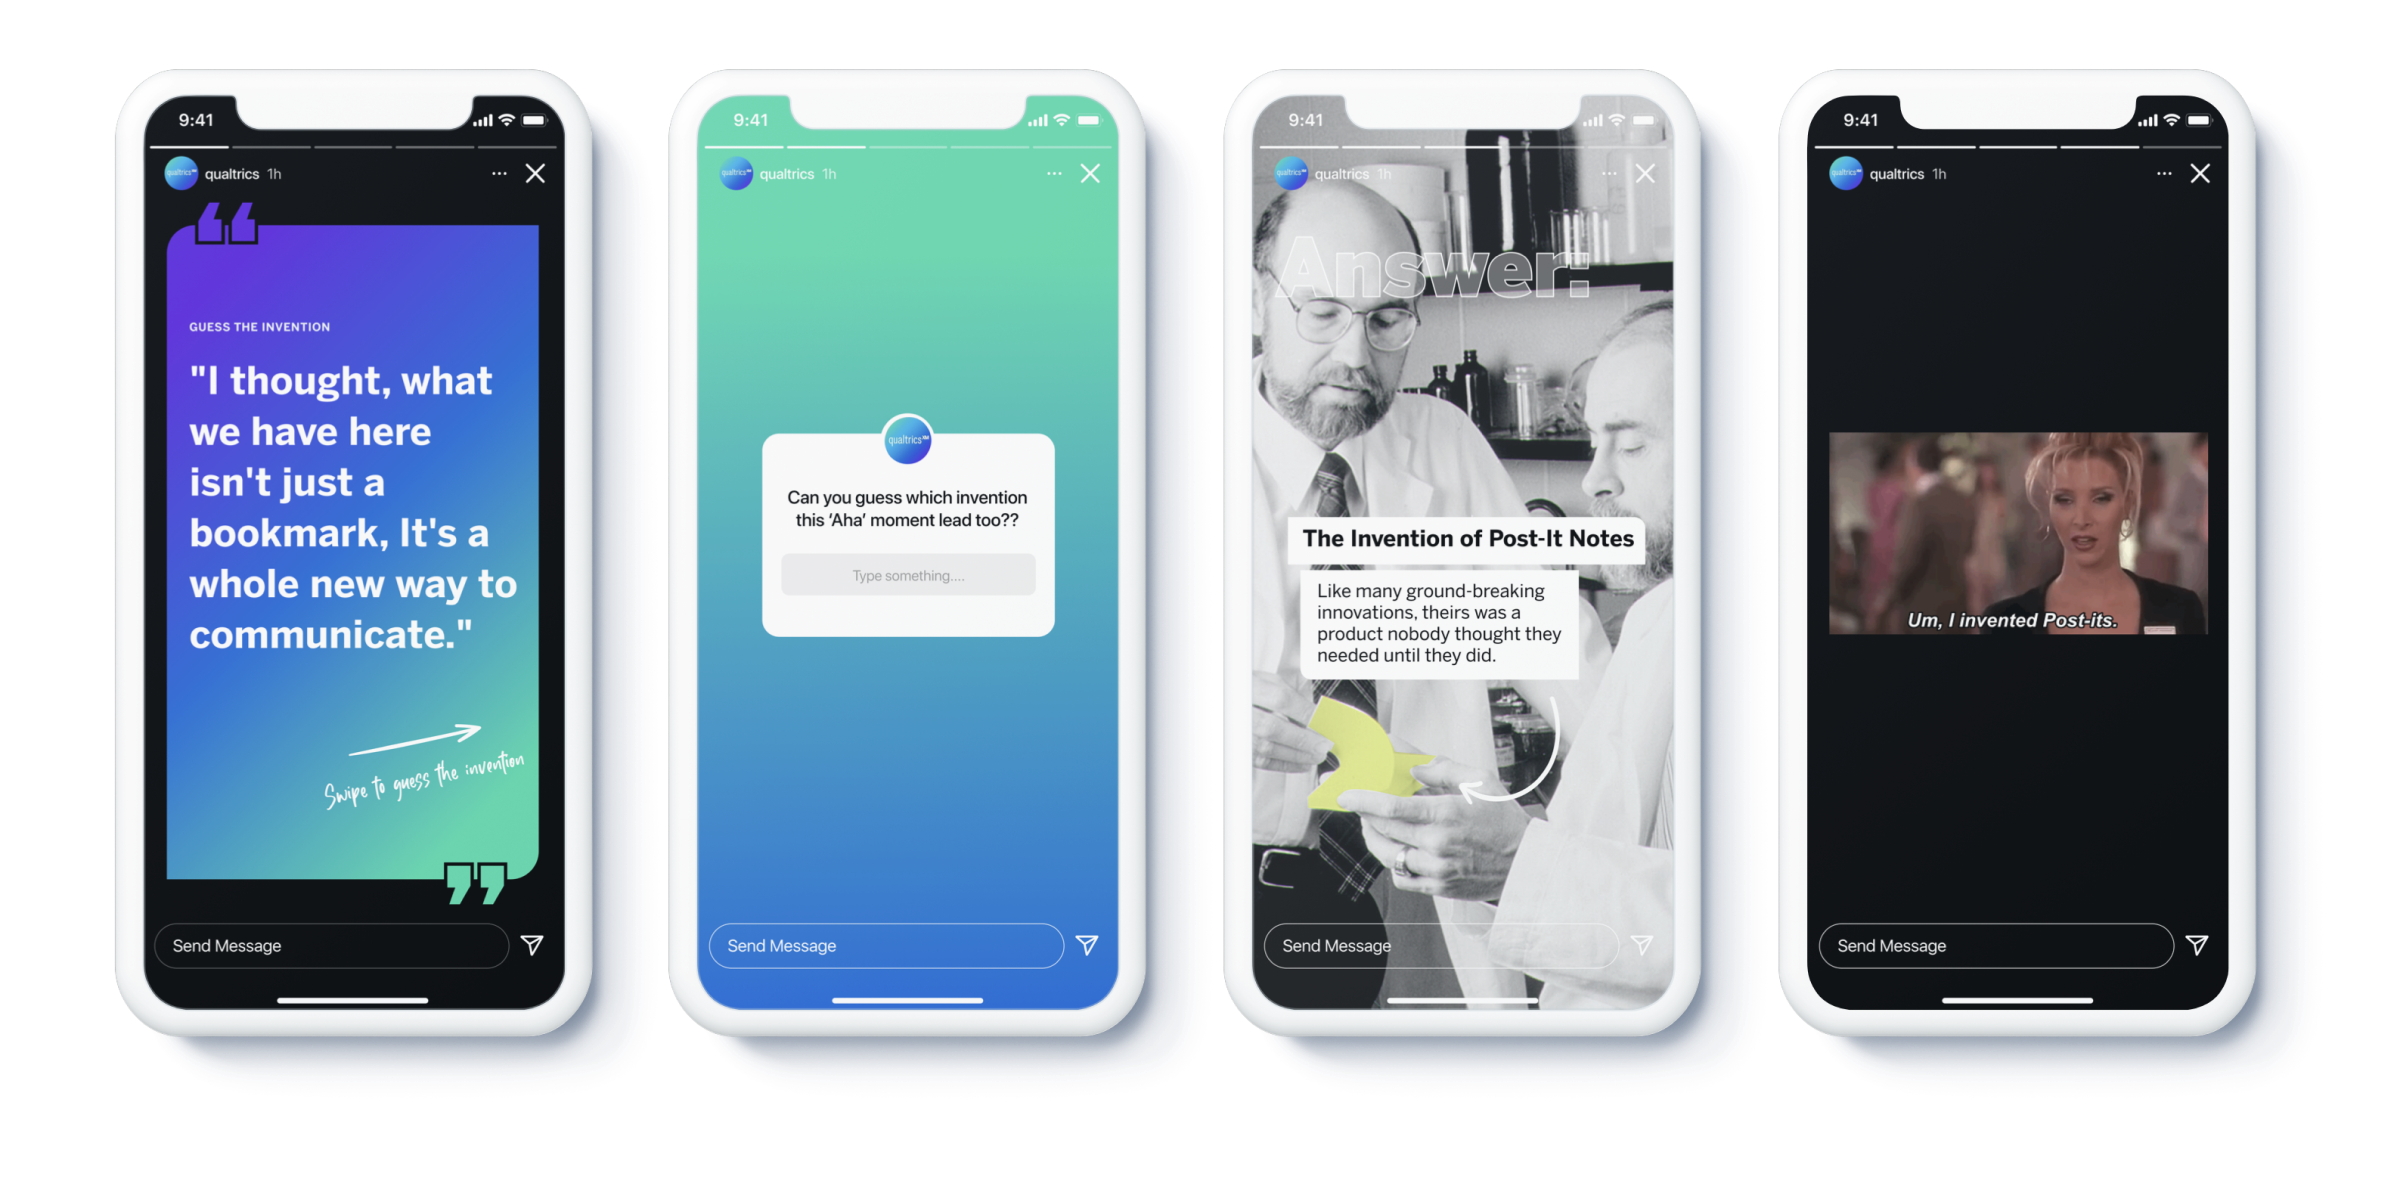 9:41
qualtrics
qualtrics 1h
❝
GUESS THE INVENTION
"I thought, what
we have here
isn't just a
bookmark, It's a
whole new way to
communicate."
Swipe to guess the invention
❞
Send Message
9:41
qualtrics
qualtrics 1h
qualtricsXM
Can you guess which invention
this ‘Aha’ moment lead too??
Type something....
Send Message
9:41
qualtrics
qualtrics 1h
Answer:
The Invention of Post-It Notes
Like many ground-breaking
innovations, theirs was a
product nobody thought they
needed until they did.
Send Message
9:41
qualtrics
qualtrics 1h
Um, I invented Post-its.
Send Message